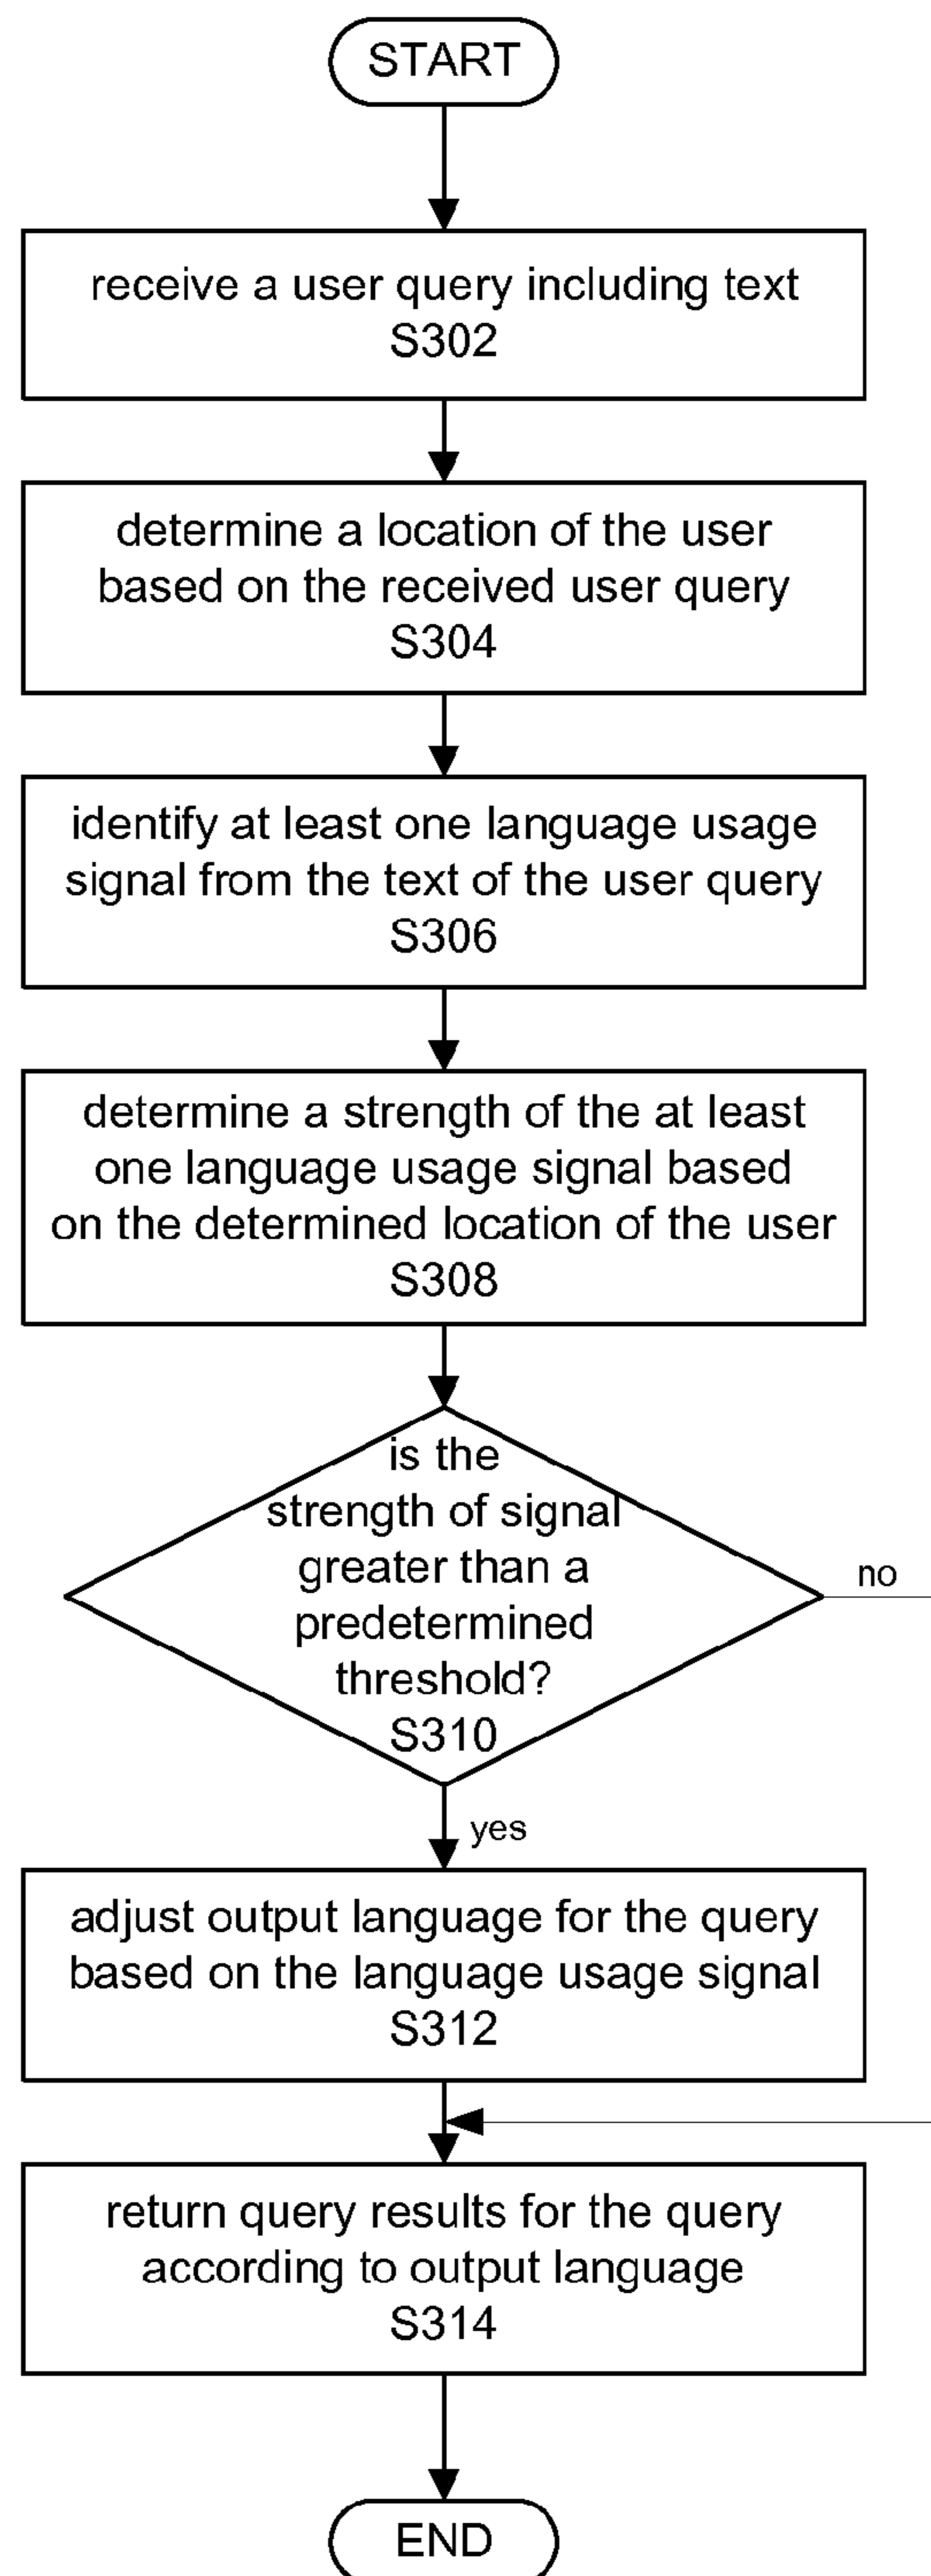 START
receive a user query including text
S302
determine a location of the user
based on the received user query
S304
identify at least one language usage
signal from the text of the user query
S306
determine a strength of the at least
one language usage signal based
on the determined location of the user
S308
is the
strength of signal
greater than a
predetermined
threshold?
S310
no
yes
adjust output language for the query
based on the language usage signal
S312
return query results for the query
according to output language
S314
END